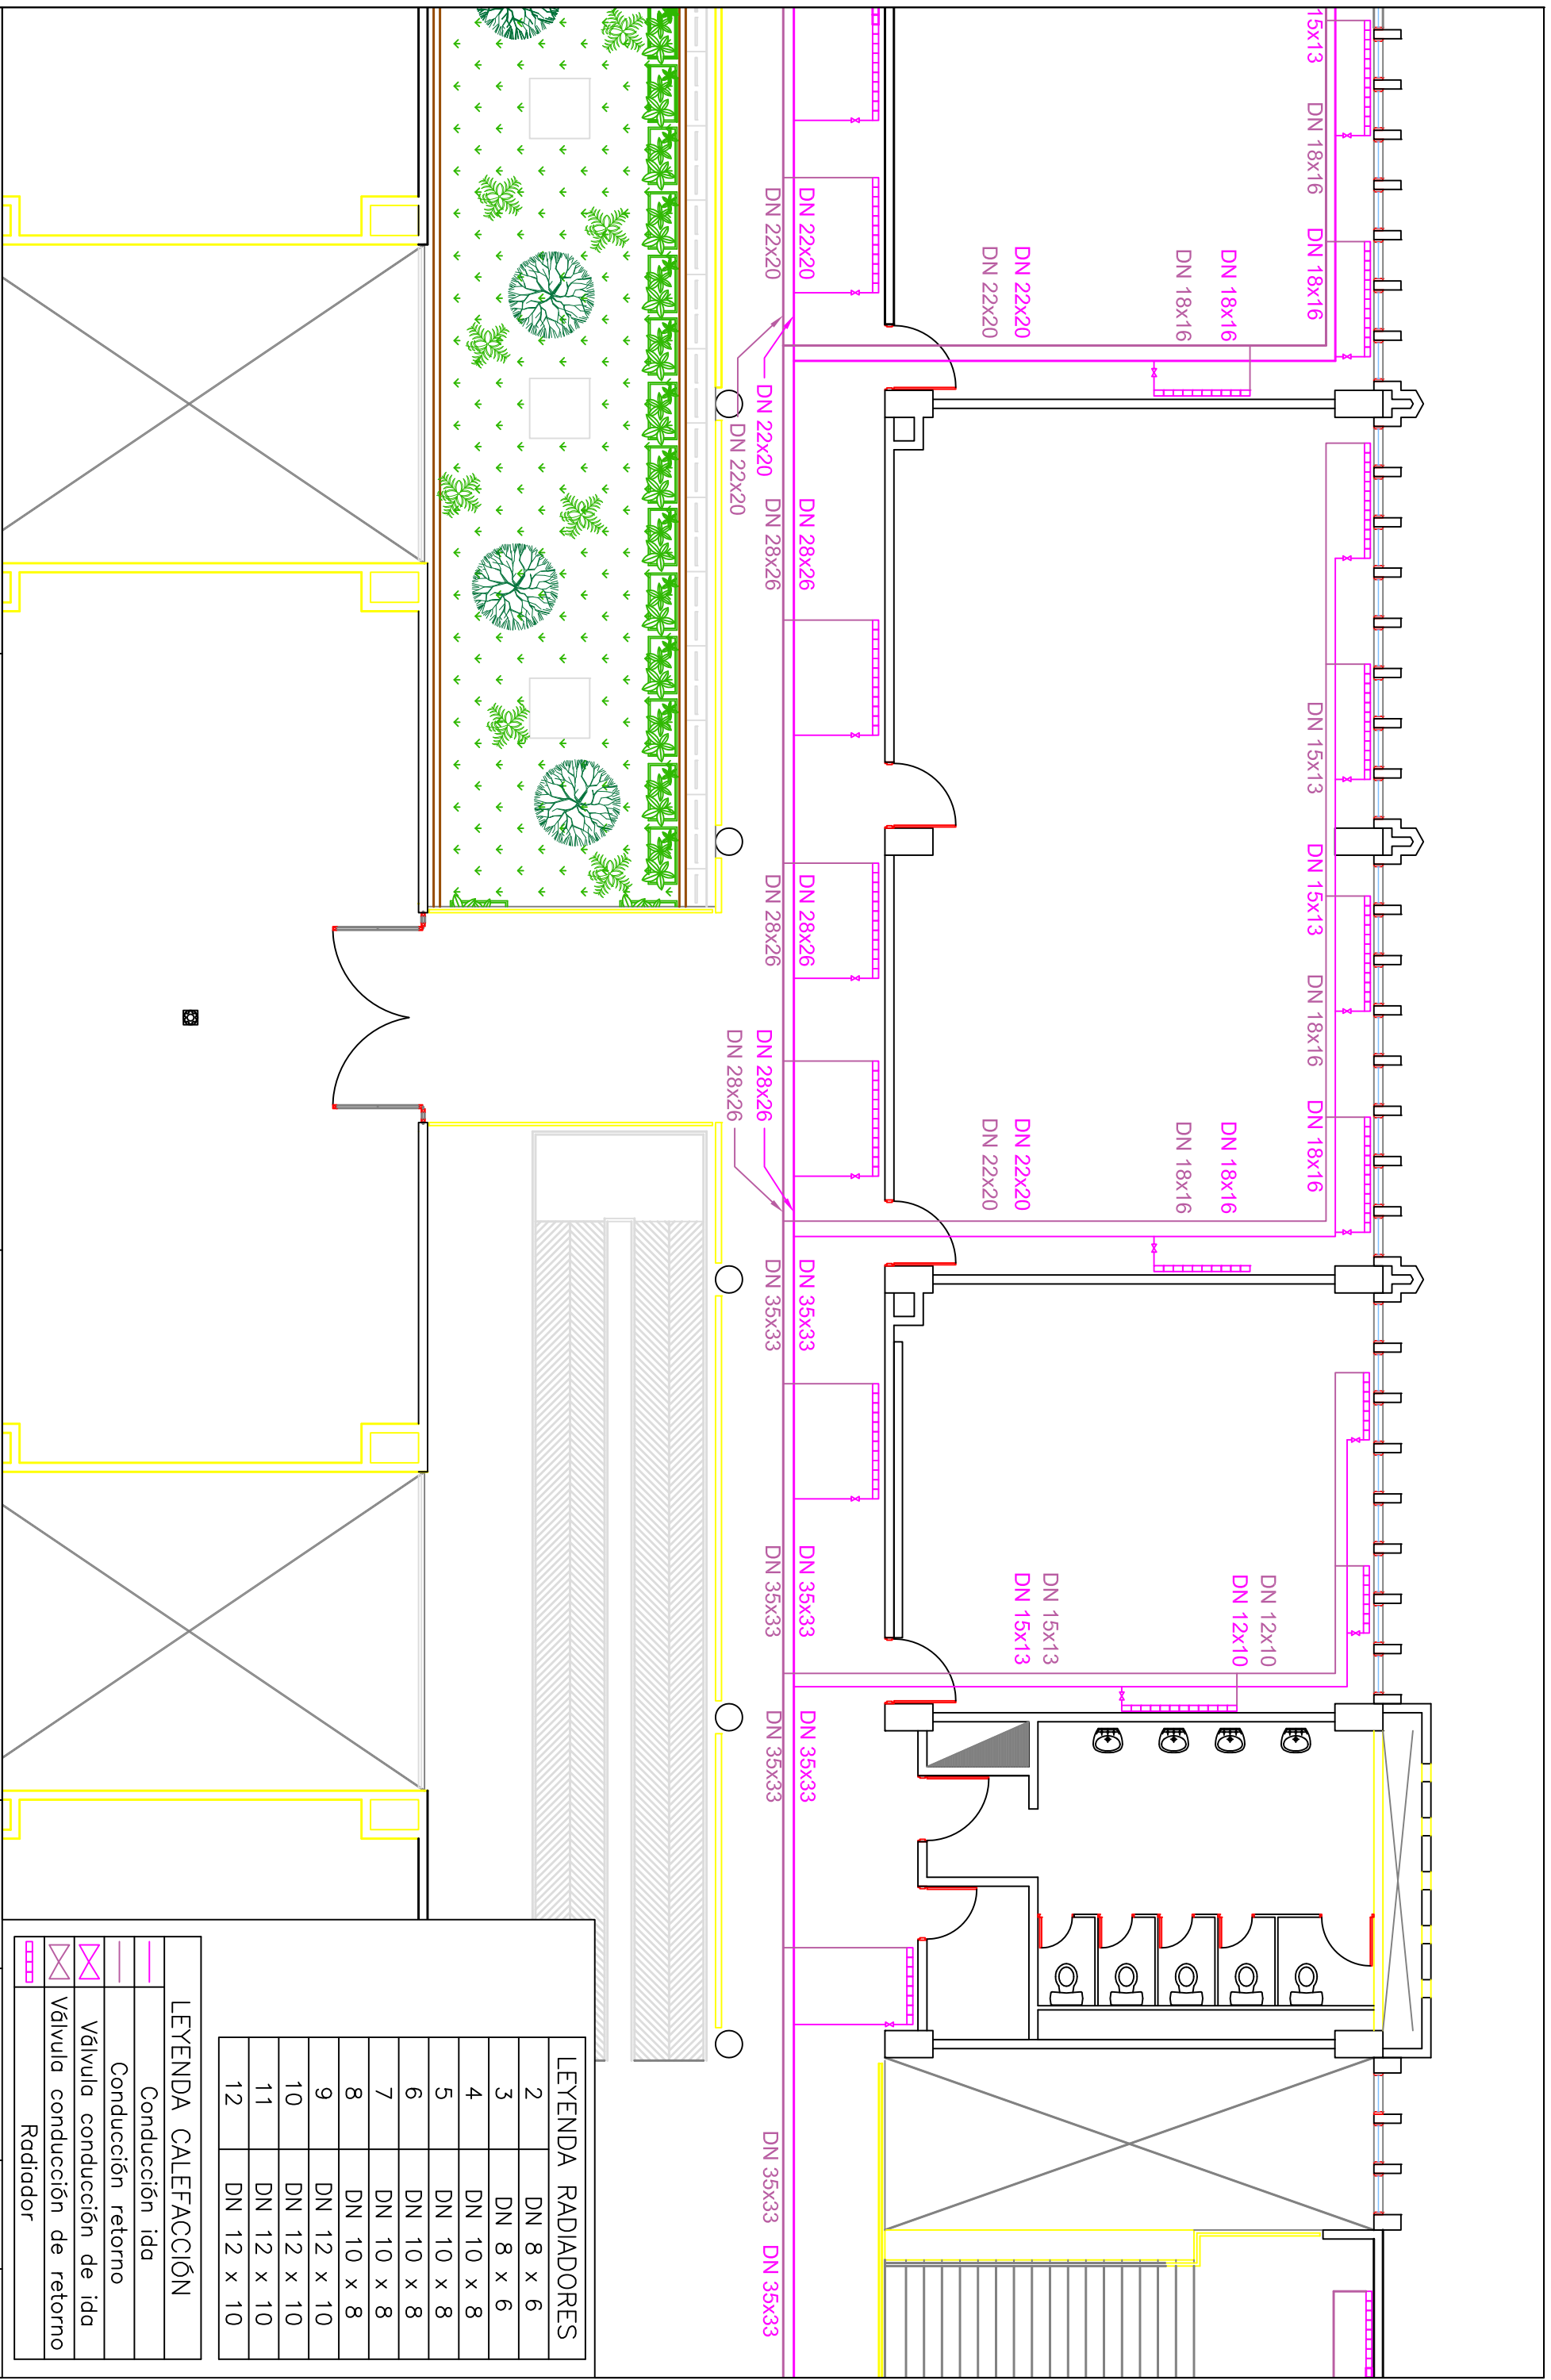 15x13
DN 18x16
DN 18x16
DN 18x16
DN 18x16
DN 22x20
DN 22x20
DN 22x20
DN 22x20
DN 22x20
DN 22x20
DN 28x26
DN 28x26
DN 15x13
DN 15x13
DN 18x16
DN 18x16
DN 18x16
DN 18x16
DN 22x20
DN 22x20
DN 28x26
DN 28x26
DN 28x26
DN 28x26
DN 35x33
DN 35x33
DN 12x10
DN 12x10
DN 15x13
DN 15x13
DN 35x33
DN 35x33
DN 35x33
DN 35x33
DN 35x33
DN 35x33
LEYENDA RADIADORES
2 DN 8 x 6
3 DN 8 x 6
4 DN 10 x 8
5 DN 10 x 8
6 DN 10 x 8
7 DN 10 x 8
8 DN 10 x 8
9 DN 12 x 10
10 DN 12 x 10
11 DN 12 x 10
12 DN 12 x 10
LEYENDA CALEFACCIÓN
Conducción ida
Conducción retorno
Válvula conducción de ida
Válvula conducción de retorno
Radiador